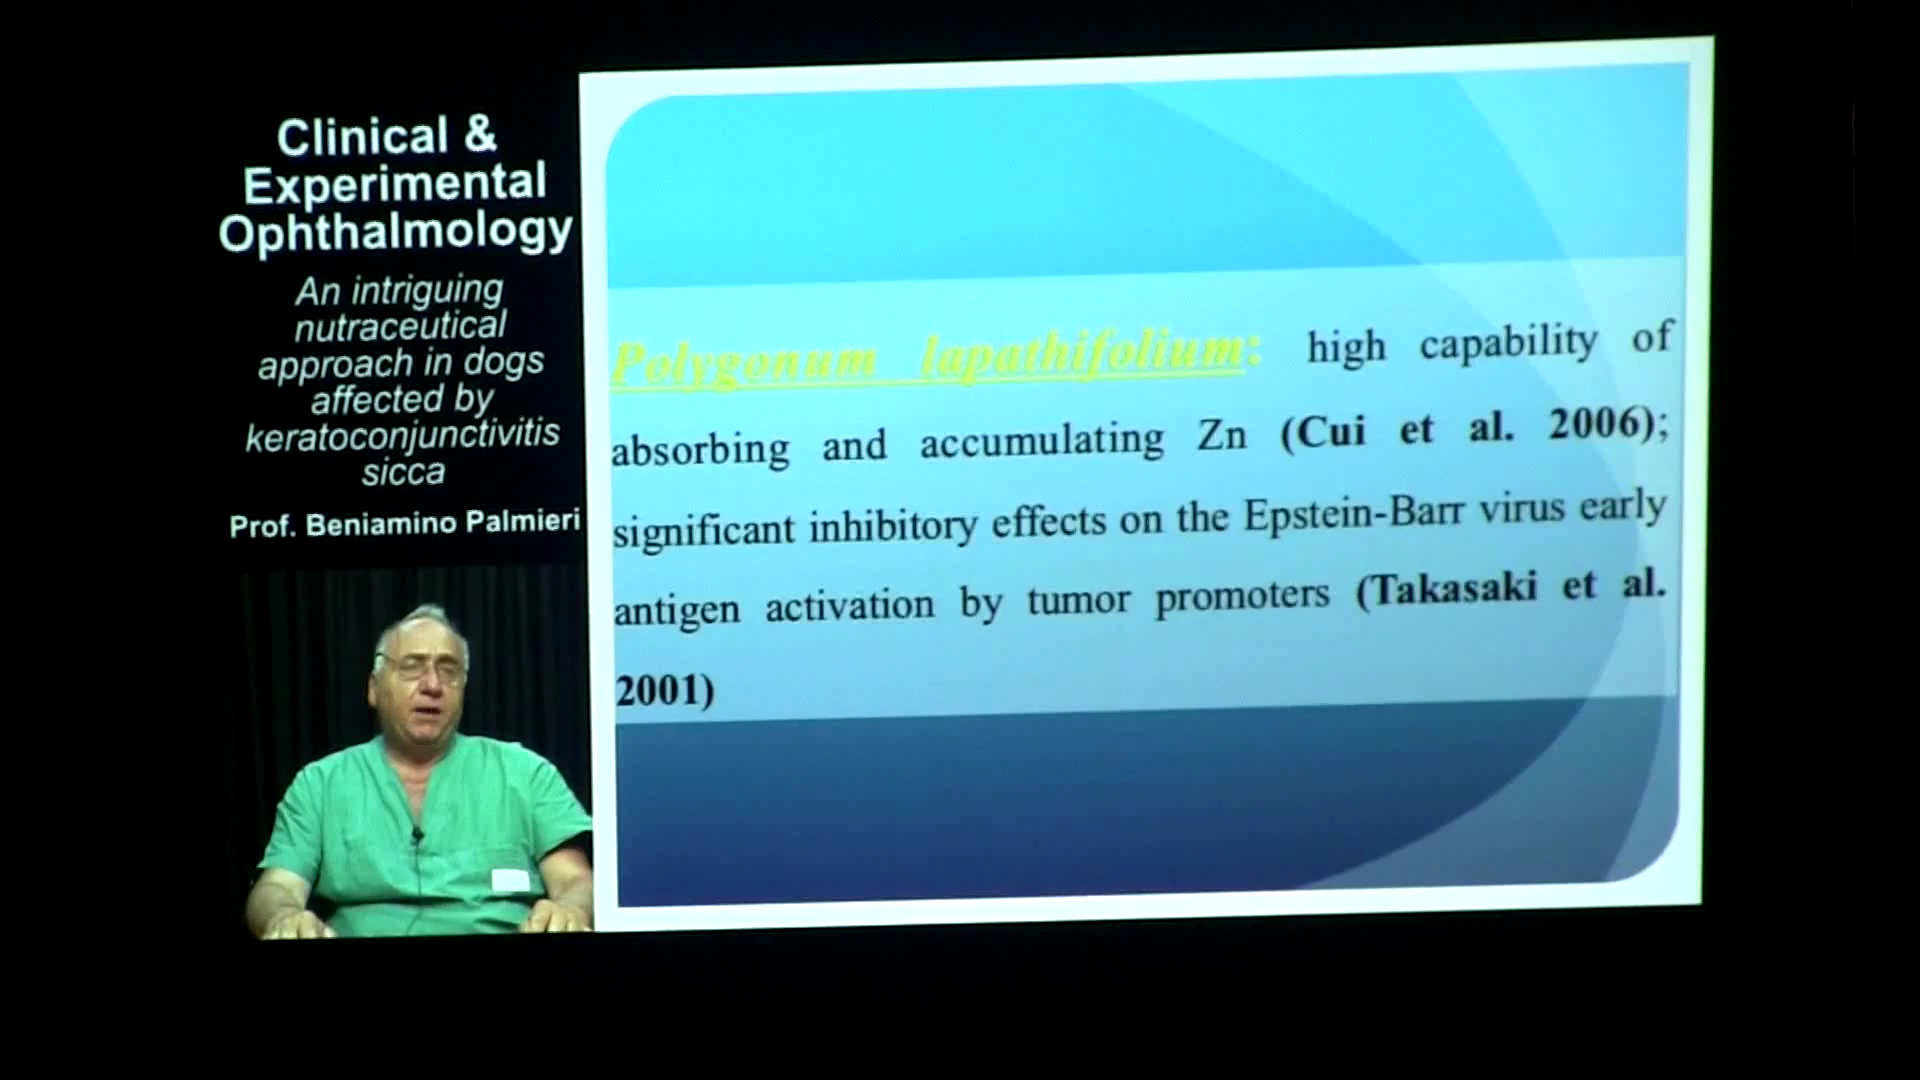 Clinical &
Experimental
Ophthalmology
An intriguing
nutraceutical
approach in dogs
affected by
keratoconjunctivitis
sicca
Prof. Beniamino Palmieri
Polygonum lapathifolium: high capability of
absorbing and accumulating Zn (Cui et al. 2006);
significant inhibitory effects on the Epstein-Barr virus early
antigen activation by tumor promoters (Takasaki et al.
2001)